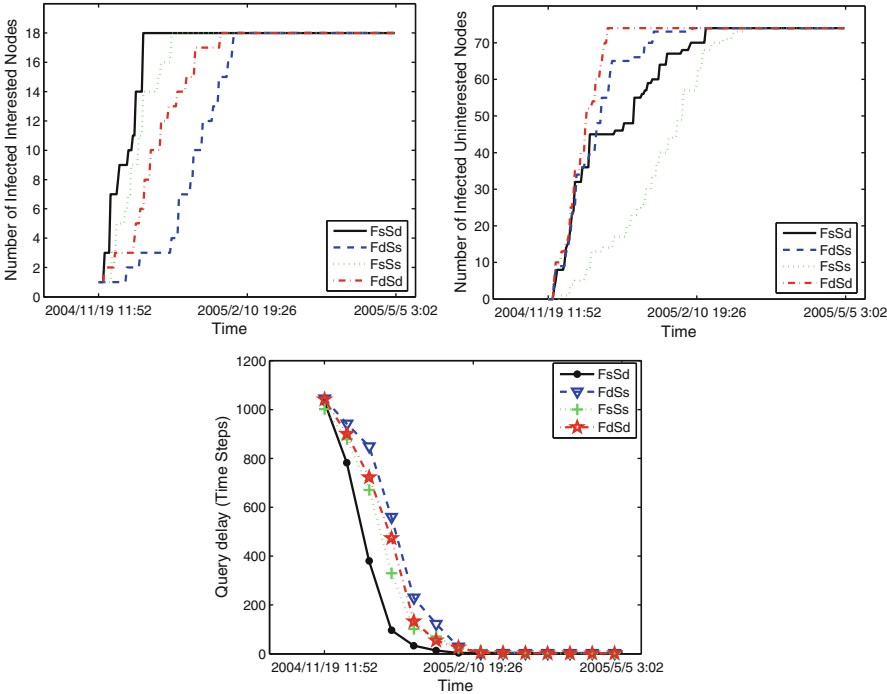 Number of Infected Interested Nodes
18
16
14
12
10
8
6
4
2
0
2004/11/19 11:52 2005/2/10 19:26 2005/5/5 3:02
Time
FsSd
FdSs
FsSs
FdSd
Number of Infected Uninterested Nodes
70
60
50
40
30
20
10
0
2004/11/19 11:52 2005/2/10 19:26 2005/5/5 3:02
Time
FsSd
FdSs
FsSs
FdSd
Query delay (Time Steps)
1200
1000
800
600
400
200
0
2004/11/19 11:52 2005/2/10 19:26 2005/5/5 3:02
Time
FsSd
FdSs
FsSs
FdSd